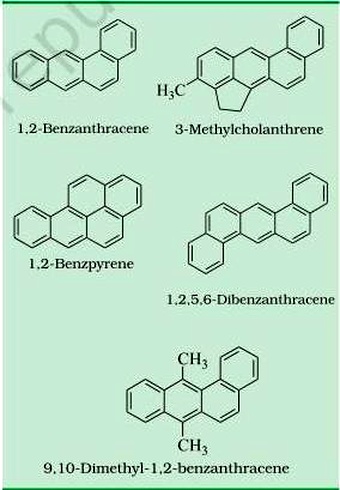 1,2-Benzanthracene
H₃C
3-Methylcholanthrene
1,2-Benzpyrene
1,2,5,6-Dibenzanthracene
CH₃
CH₃
9,10-Dimethyl-1,2-benzanthracene